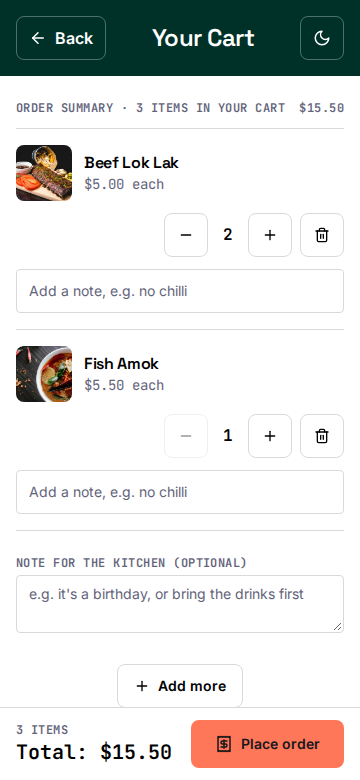 Back
Your Cart
ORDER SUMMARY · 3 ITEMS IN YOUR CART $15.50
Beef Lok Lak
$5.00 each
2
Add a note, e.g. no chilli
Fish Amok
$5.50 each
1
Add a note, e.g. no chilli
NOTE FOR THE KITCHEN (OPTIONAL)
e.g. it's a birthday, or bring the drinks first
Add more
3 ITEMS
Total: $15.50
Place order